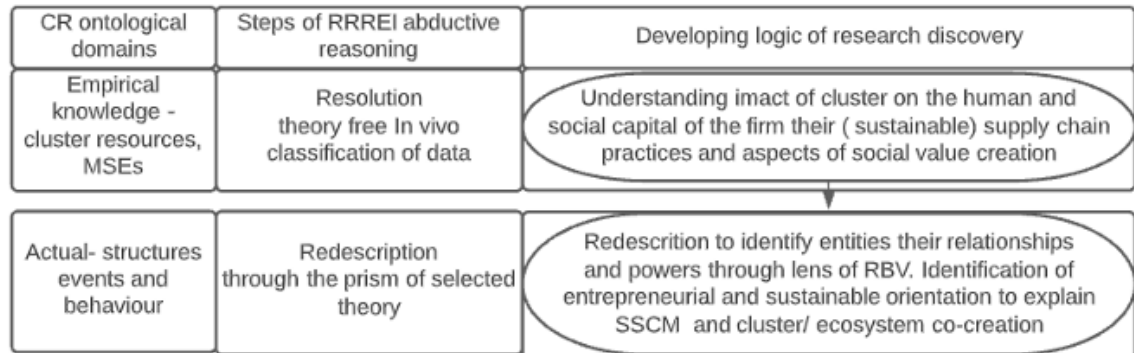 CR ontological
domains
Steps of RRREI abductive
reasoning
Developing logic of research discovery
Empirical
knowledge -
cluster resources,
MSEs
Resolution
theory free In vivo
classification of data
Understanding imact of cluster on the human and
social capital of the firm their ( sustainable) supply chain
practices and aspects of social value creation
Actual- structures
events and
behaviour
Redescription
through the prism of selected
theory
Redescrition to identify entities their relationships
and powers through lens of RBV. Identification of
entrepreneurial and sustainable orientation to explain
SSCM and cluster/ ecosystem co-creation